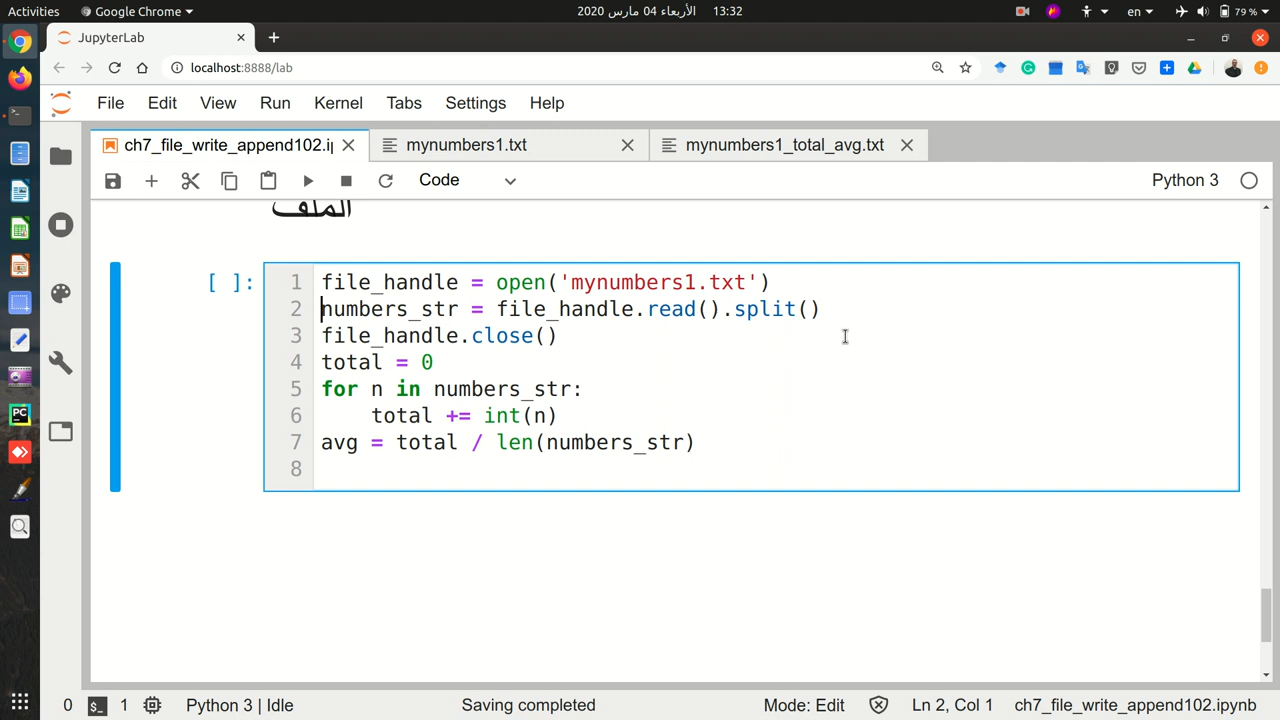 Activities Google Chrome الأربعاء 04 مارس 2020 13:32 en 79 %
JupyterLab
localhost:8888/lab
File Edit View Run Kernel Tabs Settings Help
ch7_file_write_append102.i mynumbers1.txt mynumbers1_total_avg.txt
Code Python 3
الملف
[ ]:
1 file_handle = open('mynumbers1.txt')
2 numbers_str = file_handle.read().split()
3 file_handle.close()
4 total = 0
5 for n in numbers_str:
6 total += int(n)
7 avg = total / len(numbers_str)
8
0 $_ 1 Python 3 | Idle Saving completed Mode: Edit Ln 2, Col 1 ch7_file_write_append102.ipynb
PC